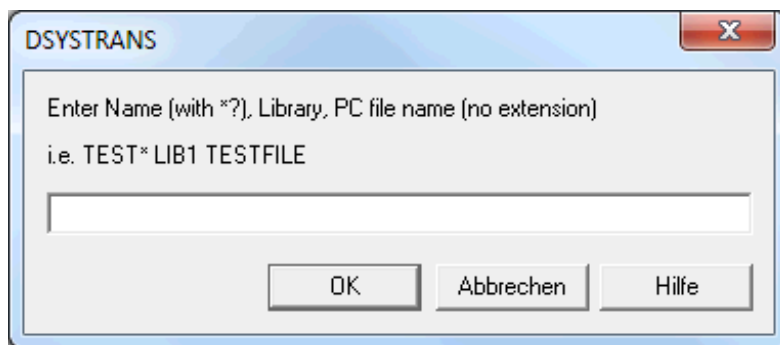 DSYSTRANS
Enter Name (with *?), Library, PC file name (no extension)
i.e. TEST* LIB1 TESTFILE
OK Abbrechen Hilfe